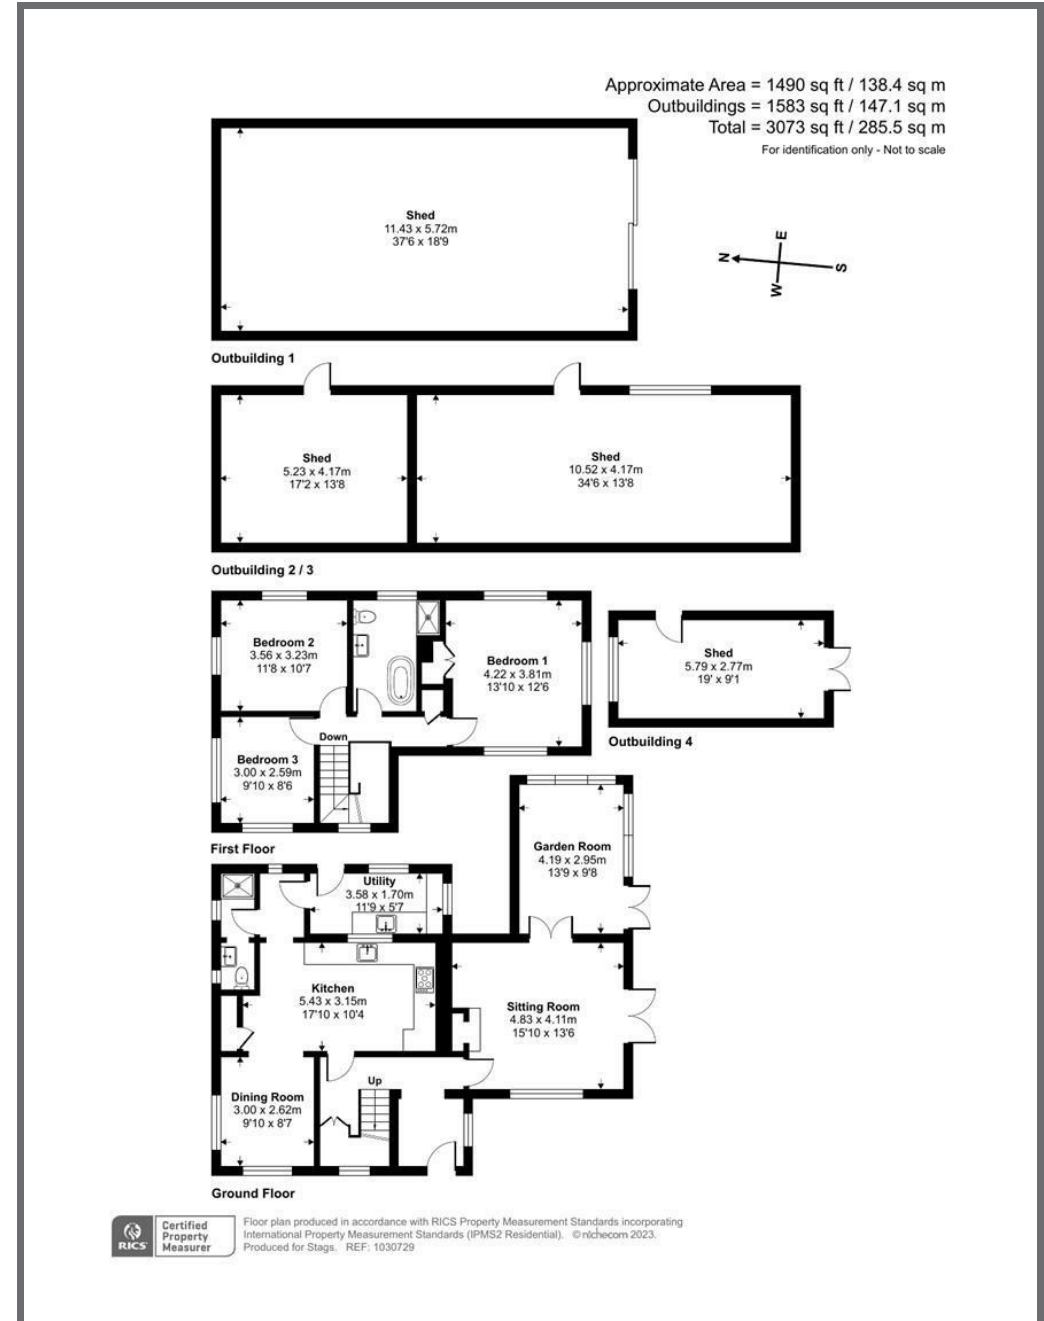 Approximate Area = 1490 sq ft / 138.4 sq m
Outbuildings = 1583 sq ft / 147.1 sq m
Total = 3073 sq ft / 285.5 sq m
For identification only - Not to scale
Shed
11.43 x 5.72m
37'6 x 18'9
N
E
S
W
Outbuilding 1
Shed
5.23 x 4.17m
17'2 x 13'8
Shed
10.52 x 4.17m
34'6 x 13'8
Outbuilding 2 / 3
Bedroom 2
3.56 x 3.23m
11'8 x 10'7
Bedroom 1
4.22 x 3.81m
13'10 x 12'6
Shed
5.79 x 2.77m
19' x 9'1
Outbuilding 4
Down
Bedroom 3
3.00 x 2.59m
9'10 x 8'6
First Floor
Garden Room
4.19 x 2.95m
13'9 x 9'8
Utility
3.58 x 1.70m
11'9 x 5'7
Kitchen
5.43 x 3.15m
17'10 x 10'4
Sitting Room
4.83 x 4.11m
15'10 x 13'6
Up
Dining Room
3.00 x 2.62m
9'10 x 8'7
Ground Floor
RICS
Certified
Property
Measurer
Floor plan produced in accordance with RICS Property Measurement Standards incorporating
International Property Measurement Standards (IPMS2 Residential). ©nichecom 2023.
Produced for Stags. REF: 1030729